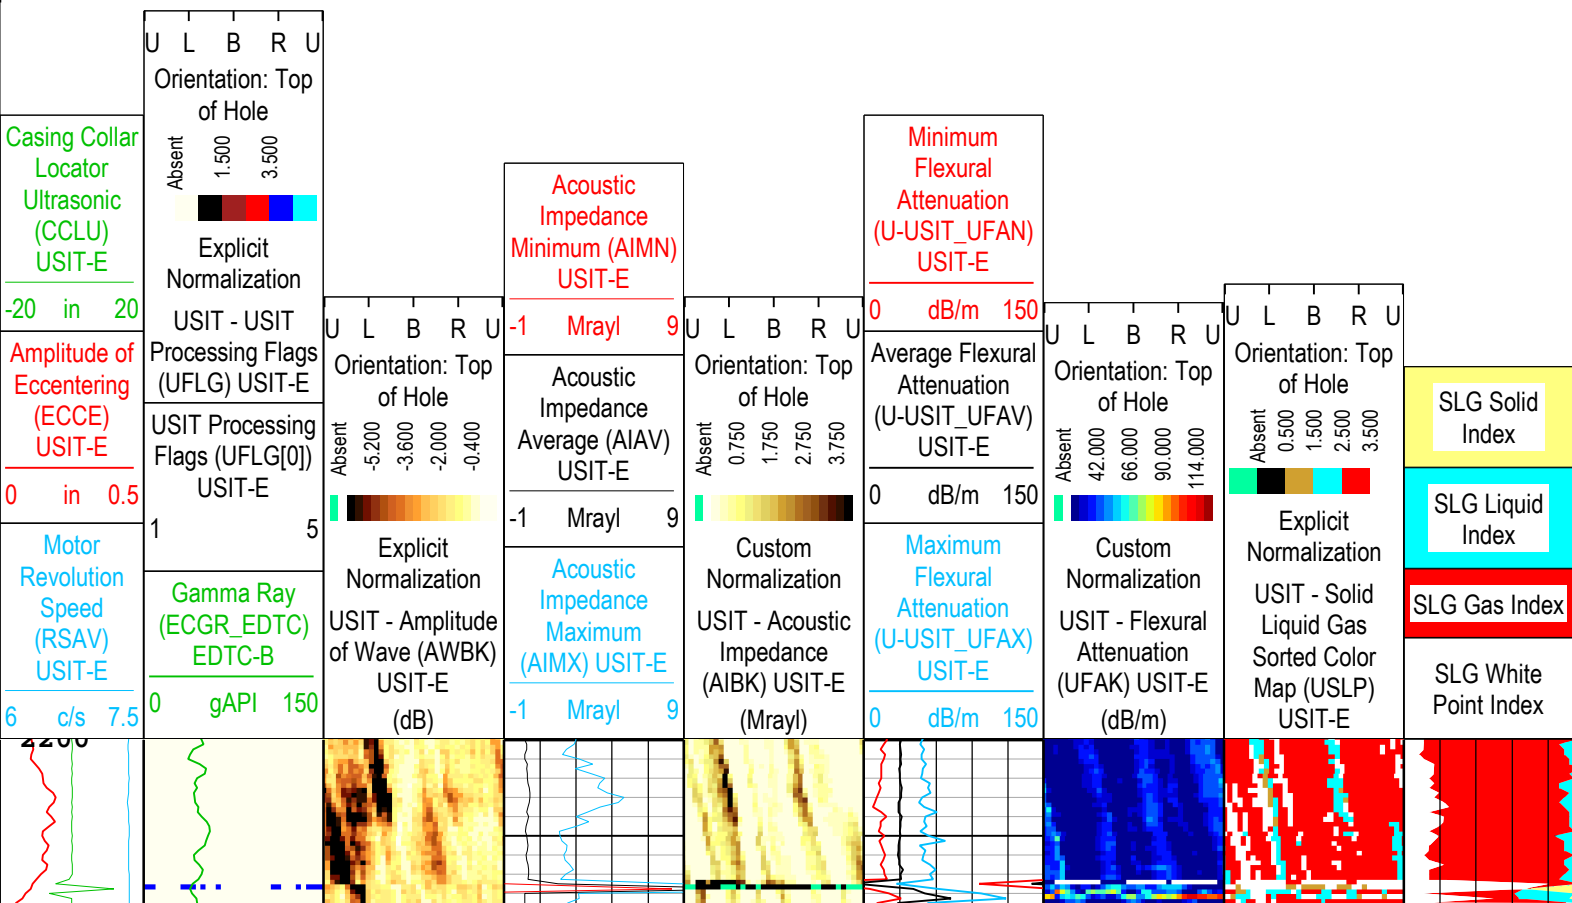 Casing Collar
Locator
Ultrasonic
(CCLU)
USIT-E
-20 in 20
Amplitude of
Eccentering
(ECCE)
USIT-E
0 in 0.5
Motor
Revolution
Speed
(RSAV)
USIT-E
6 c/s 7.5
2200
U L B R U
Orientation: Top
of Hole
Absent
1.500
3.500
Explicit
Normalization
USIT - USIT
Processing Flags
(UFLG) USIT-E
USIT Processing
Flags (UFLG[0])
USIT-E
1 5
Gamma Ray
(ECGR_EDTC)
EDTC-B
0 gAPI 150
U L B R U
Orientation: Top
of Hole
Absent
-5.200
-3.600
-2.000
-0.400
Explicit
Normalization
USIT - Amplitude
of Wave (AWBK)
USIT-E
(dB)
Acoustic
Impedance
Minimum (AIMN)
USIT-E
-1 Mrayl 9
Acoustic
Impedance
Average (AIAV)
USIT-E
-1 Mrayl 9
Acoustic
Impedance
Maximum
(AIMX) USIT-E
-1 Mrayl 9
U L B R U
Orientation: Top
of Hole
Absent
0.750
1.750
2.750
3.750
Custom
Normalization
USIT - Acoustic
Impedance
(AIBK) USIT-E
(Mrayl)
Minimum
Flexural
Attenuation
(U-USIT_UFAN)
USIT-E
0 dB/m 150
Average Flexural
Attenuation
(U-USIT_UFAV)
USIT-E
0 dB/m 150
Maximum
Flexural
Attenuation
(U-USIT_UFAX)
USIT-E
0 dB/m 150
U L B R U
Orientation: Top
of Hole
Absent
42.000
66.000
90.000
114.000
Custom
Normalization
USIT - Flexural
Attenuation
(UFAK) USIT-E
(dB/m)
U L B R U
Orientation: Top
of Hole
Absent
0.500
1.500
2.500
3.500
Explicit
Normalization
USIT - Solid
Liquid Gas
Sorted Color
Map (USLP)
USIT-E
SLG Solid
Index
SLG Liquid
Index
SLG Gas Index
SLG White
Point Index